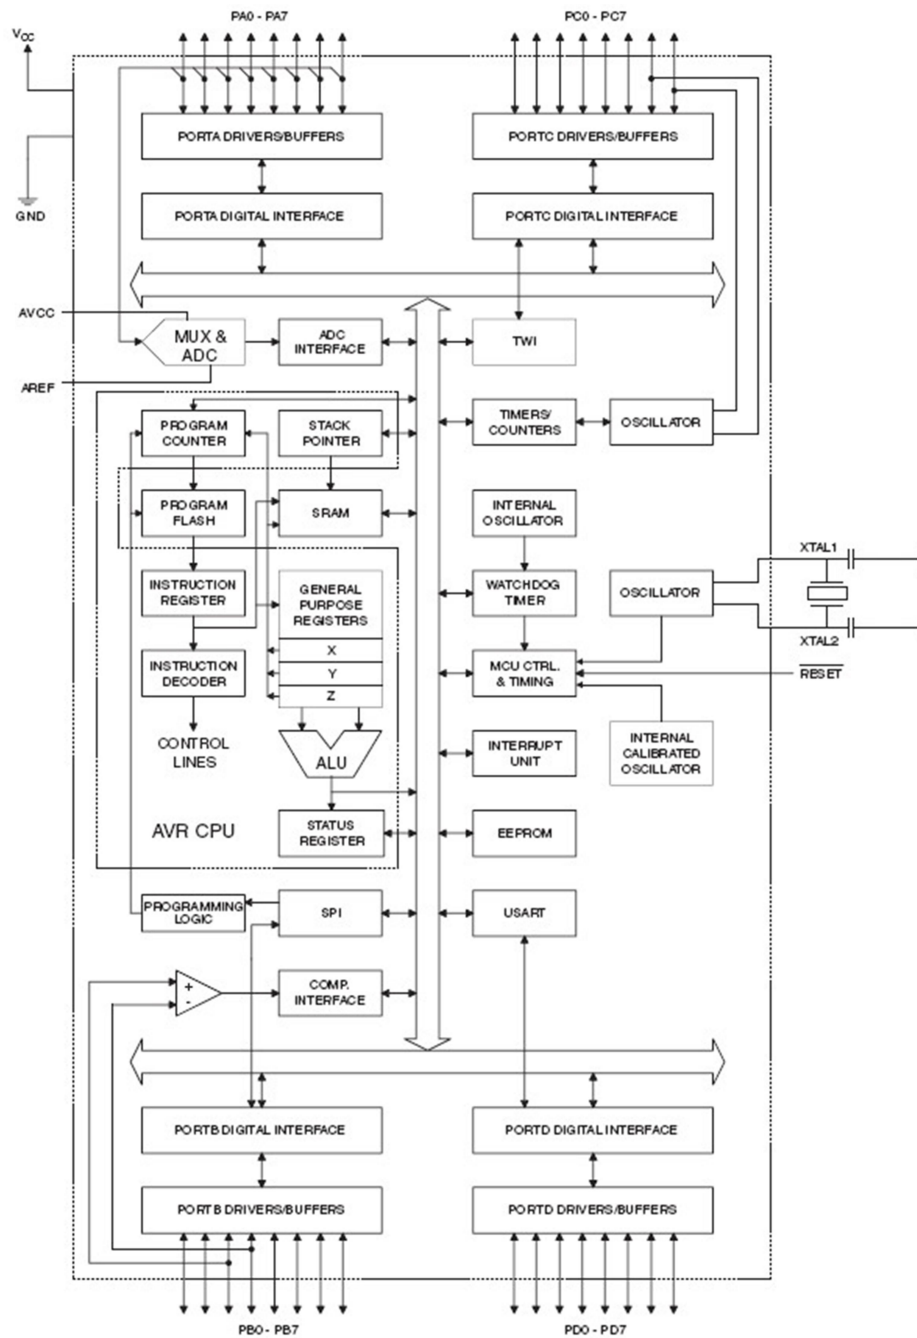 PA0 - PA7
PC0 - PC7
VCC
GND
PORTA DRIVERS/BUFFERS
PORTC DRIVERS/BUFFERS
PORTA DIGITAL INTERFACE
PORTC DIGITAL INTERFACE
AVCC
MUX &
ADC
ADC
INTERFACE
TWI
AREF
PROGRAM
COUNTER
STACK
POINTER
TIMERS/
COUNTERS
OSCILLATOR
PROGRAM
FLASH
SRAM
INTERNAL
OSCILLATOR
XTAL1
INSTRUCTION
REGISTER
GENERAL
PURPOSE
REGISTERS
WATCHDOG
TIMER
OSCILLATOR
XTAL2
X
Y
Z
INSTRUCTION
DECODER
MCU CTRL.
& TIMING
RESET
CONTROL
LINES
ALU
INTERRUPT
UNIT
INTERNAL
CALIBRATED
OSCILLATOR
AVR CPU
STATUS
REGISTER
EEPROM
PROGRAMMING
LOGIC
SPI
USART
+
-
COMP.
INTERFACE
PORTB DIGITAL INTERFACE
PORTD DIGITAL INTERFACE
PORTB DRIVERS/BUFFERS
PORTD DRIVERS/BUFFERS
PB0 - PB7
PD0 - PD7